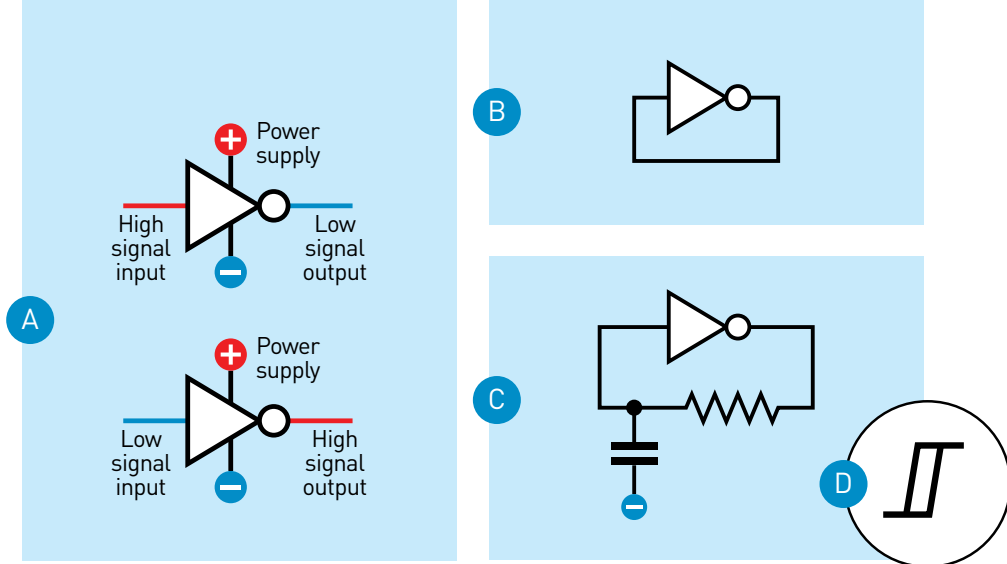 A
+
Power
supply
High
signal
input
Low
signal
output
−
+
Power
supply
Low
signal
input
High
signal
output
−
B
C
−
D